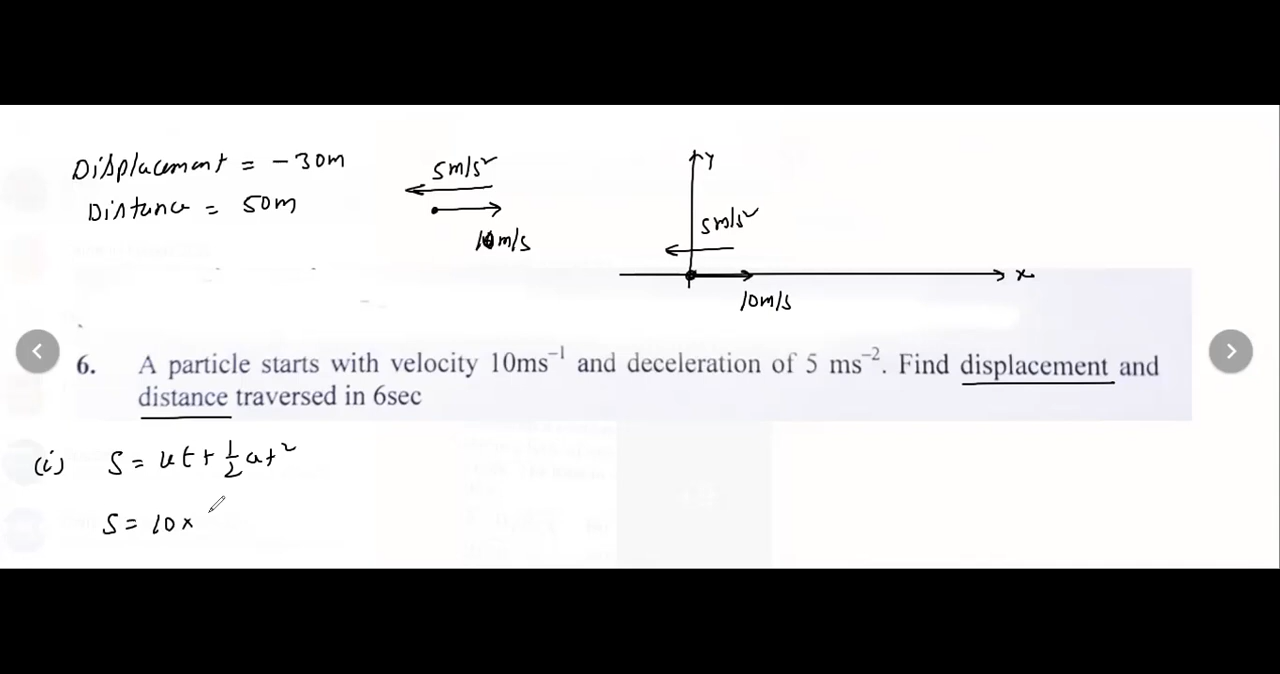 Displacement = -30m
Distance = 50m
5m/s²
10m/s
Y
5m/s²
x
10m/s
6. A particle starts with velocity 10ms⁻¹ and deceleration of 5 ms⁻². Find displacement and
distance traversed in 6sec
(i) S = ut + ½at²
S = 10×